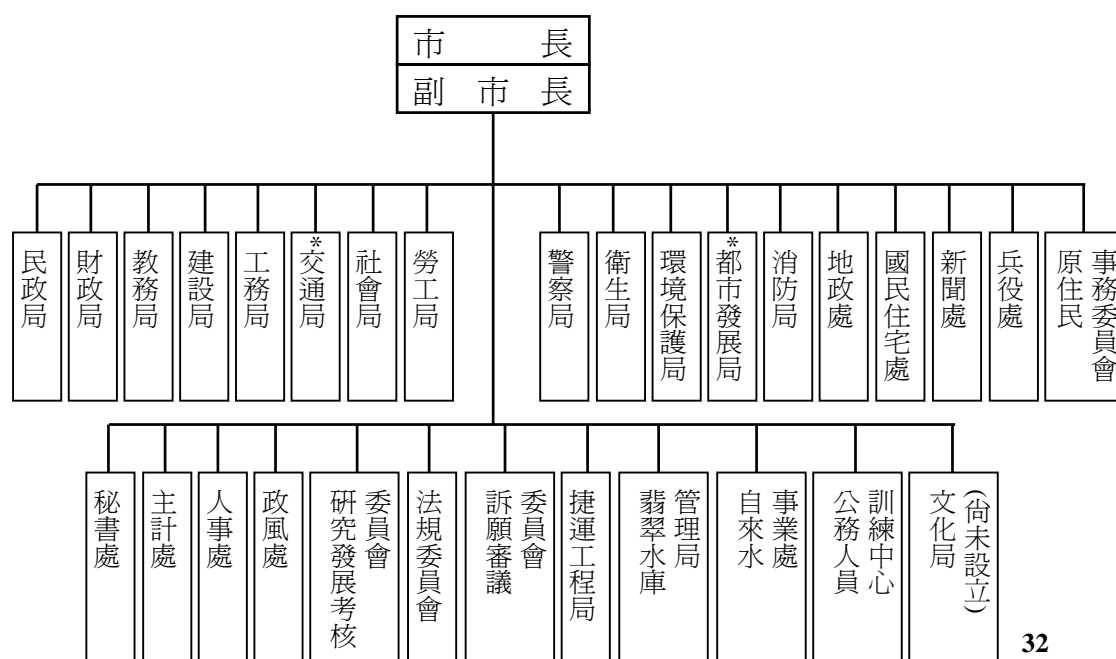 市長
副市長
民政局
財政局
教務局
建設局
工務局
*交通局
社會局
勞工局
警察局
衛生局
環境保護局
*都市發展局
消防局
地政處
國民住宅處
新聞處
兵役處
原住民
事務委員會
秘書處
主計處
人事處
政風處
研究發展考核
委員會
法規委員會
訴願審議
委員會
捷運工程局
翡翠水庫
管理局
自來水
事業處
公務人員
訓練中心
文化局
(尚未設立)
32